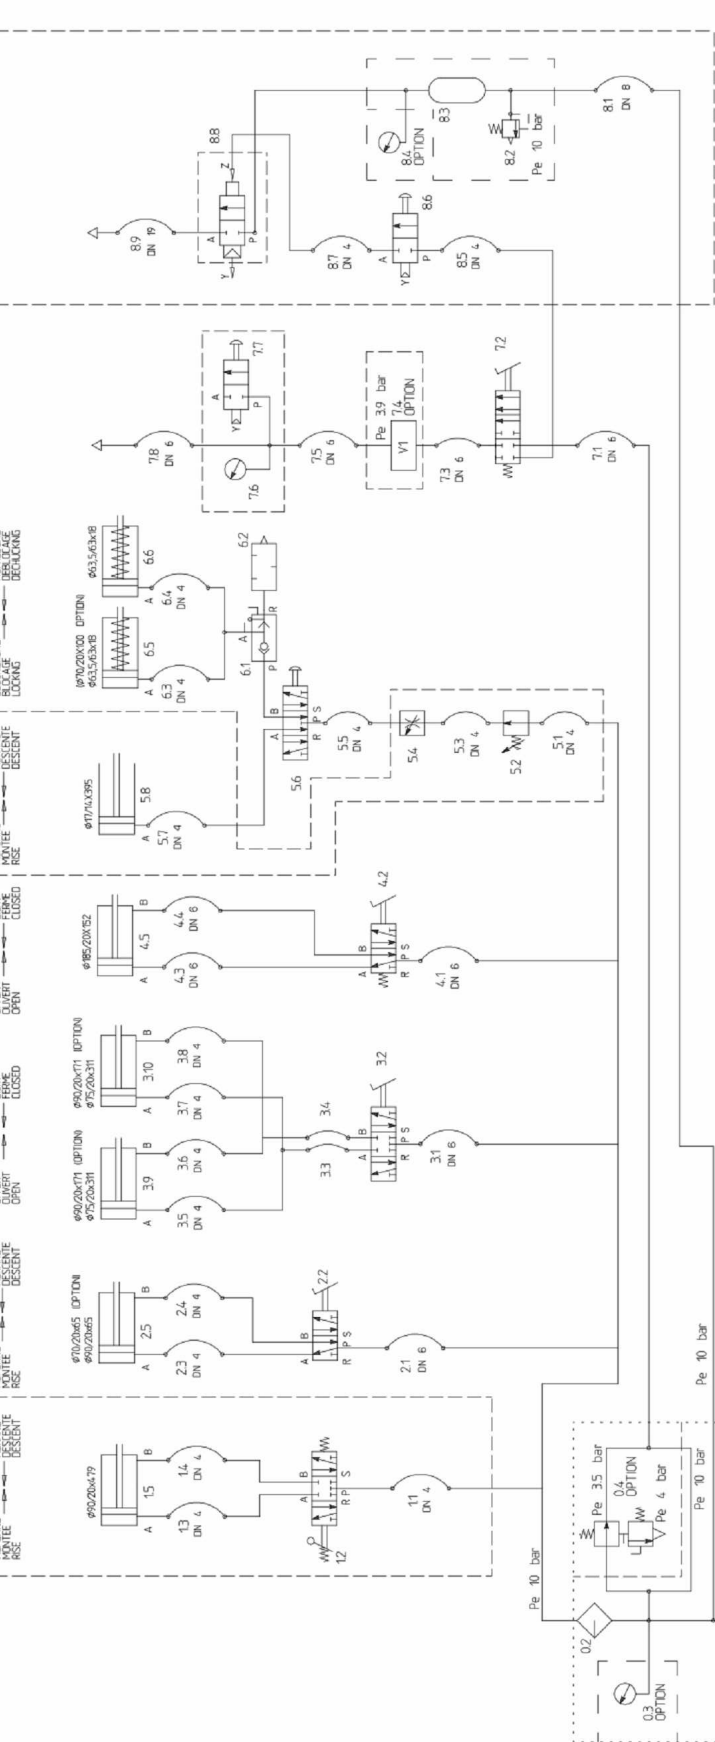 8.8
8.9
DN 19
A
P
Z
Y
8.4
OPTION
8.3
8.2
Pe 10 bar
8.1
DN 8
8.7
DN 4
A
P
Y
8.6
8.5
DN 4
7.8
DN 6
7.6
A
P
Y
7.7
7.5
DN 6
Pe 3.9 bar
7.4
OPTION
V1
7.3
DN 6
7.2
7.1
DN 6
DEBLOCAGE
DECHUCKING
BLOCAGE
LOCKING
Ø63,5/63x18
6.6
A
6.4
DN 4
(Ø70/20X100 OPTION)
Ø63,5/63x18
6.5
A
6.3
DN 4
6.2
A
R
P
6.1
DESCENTE
DESCENT
MONTEE
RISE
Ø17/14X395
5.8
A
5.7
DN 4
B
A
S
P
R
5.6
5.5
DN 4
5.4
5.3
DN 4
5.2
5.1
DN 4
FERME
CLOSED
OUVERT
OPEN
Ø185/20X152
B
4.5
A
4.4
DN 6
4.3
DN 6
4.2
B
A
S
P
R
4.1
DN 6
FERME
CLOSED
OUVERT
OPEN
Ø90/20x171 (OPTION)
Ø75/20x311
B
3.10
A
3.8
DN 4
3.7
DN 4
Ø90/20x171 (OPTION)
Ø75/20x311
B
3.9
A
3.6
DN 4
3.5
DN 4
3.4
3.3
3.2
B
A
S
P
R
3.1
DN 6
DESCENTE
DESCENT
MONTEE
RISE
Ø70/20x65 (OPTION)
Ø90/20x65
B
2.5
A
2.4
DN 4
2.3
DN 4
2.2
B
A
S
P
R
2.1
DN 6
DESCENTE
DESCENT
MONTEE
RISE
Ø90/20x479
B
1.5
A
1.4
DN 4
1.3
DN 4
B
A
S
P
R
1.2
1.1
DN 4
Pe 10 bar
Pe 10 bar
Pe 3.5 bar
0.4
OPTION
Pe 4 bar
Pe 10 bar
0.2
0.3
OPTION